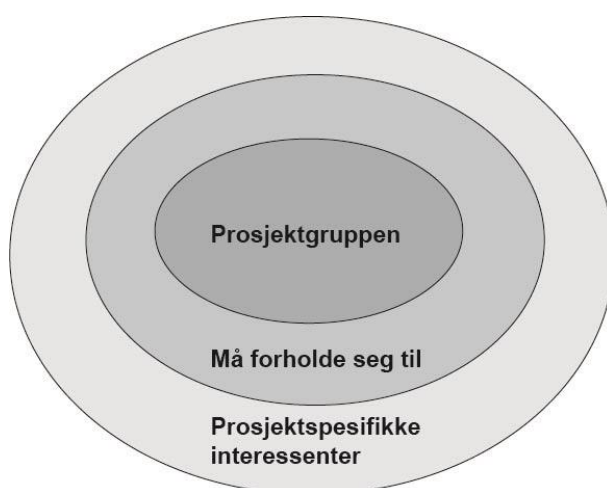 Prosjektgruppen
Må forholde seg til
Prosjektspesifikke
interessenter